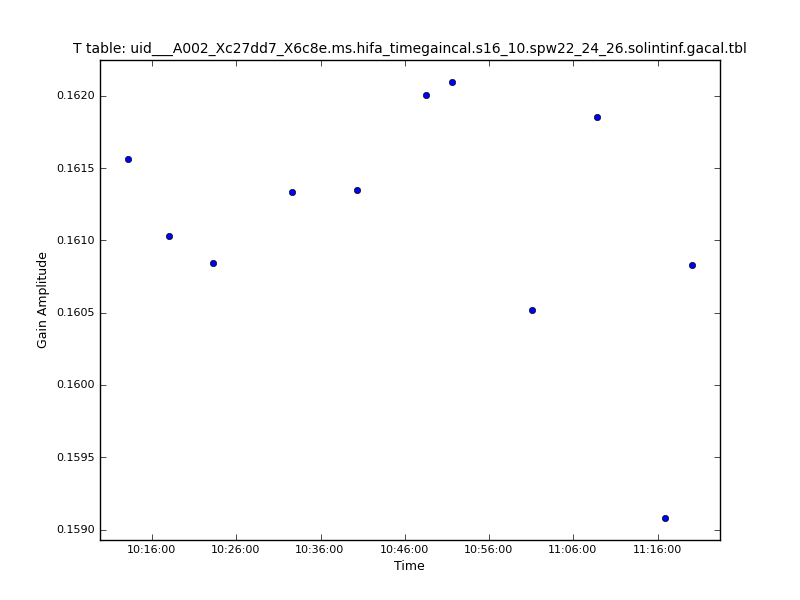 T table: uid___A002_Xc27dd7_X6c8e.ms.hifa_timegaincal.s16_10.spw22_24_26.solintinf.gacal.tbl
0.1620
0.1615
0.1610
0.1605
0.1600
0.1595
0.1590
Gain Amplitude
10:16:00 10:26:00 10:36:00 10:46:00 10:56:00 11:06:00 11:16:00
Time